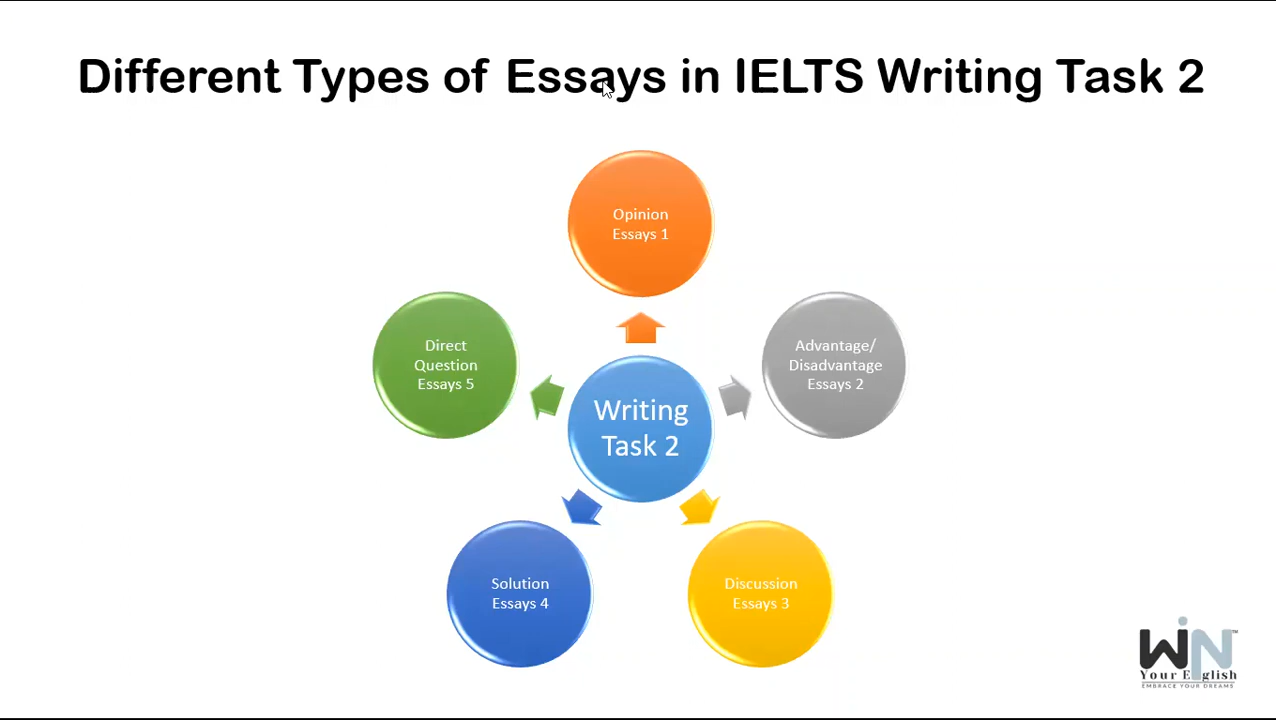 Different Types of Essays in IELTS Writing Task 2
Opinion
Essays 1
Advantage/
Disadvantage
Essays 2
Discussion
Essays 3
Solution
Essays 4
Direct
Question
Essays 5
Writing
Task 2
WiN™
Your English
EMBRACE YOUR DREAMS